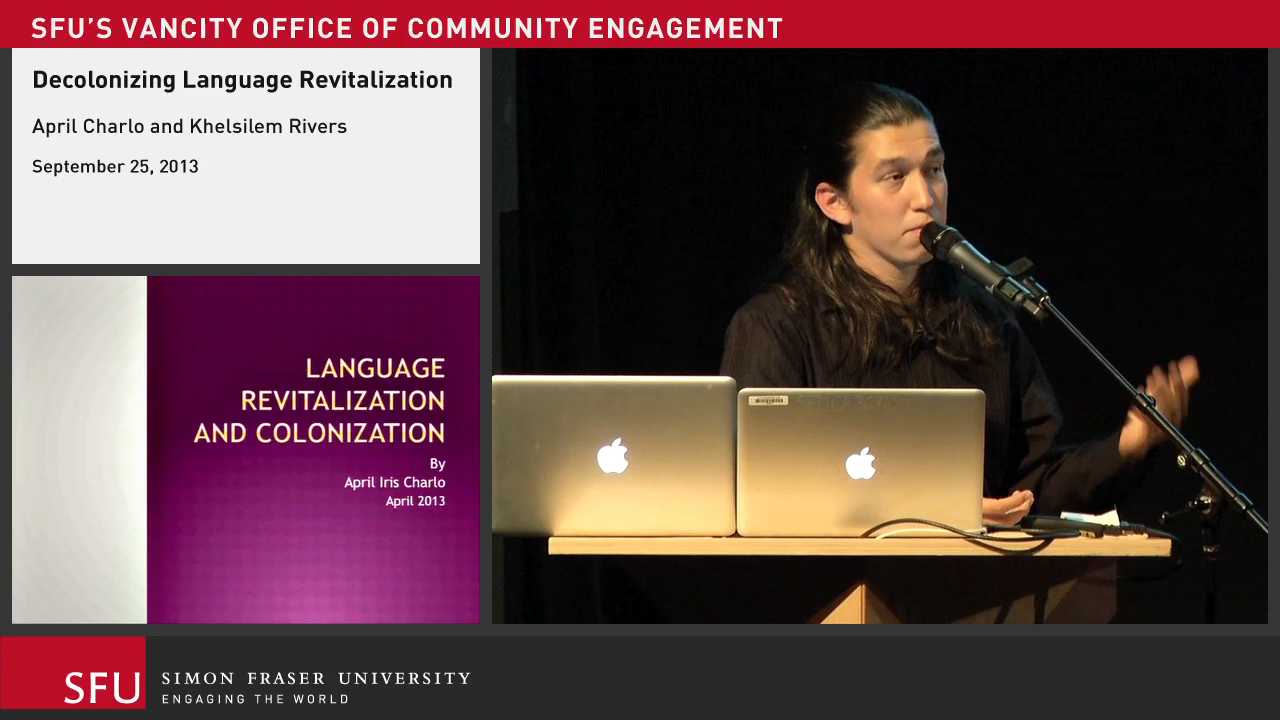 SFU'S VANCITY OFFICE OF COMMUNITY ENGAGEMENT
Decolonizing Language Revitalization
April Charlo and Khelsilem Rivers
September 25, 2013
LANGUAGE
REVITALIZATION
AND COLONIZATION
By
April Iris Charlo
April 2013
SFU
SIMON FRASER UNIVERSITY
ENGAGING THE WORLD